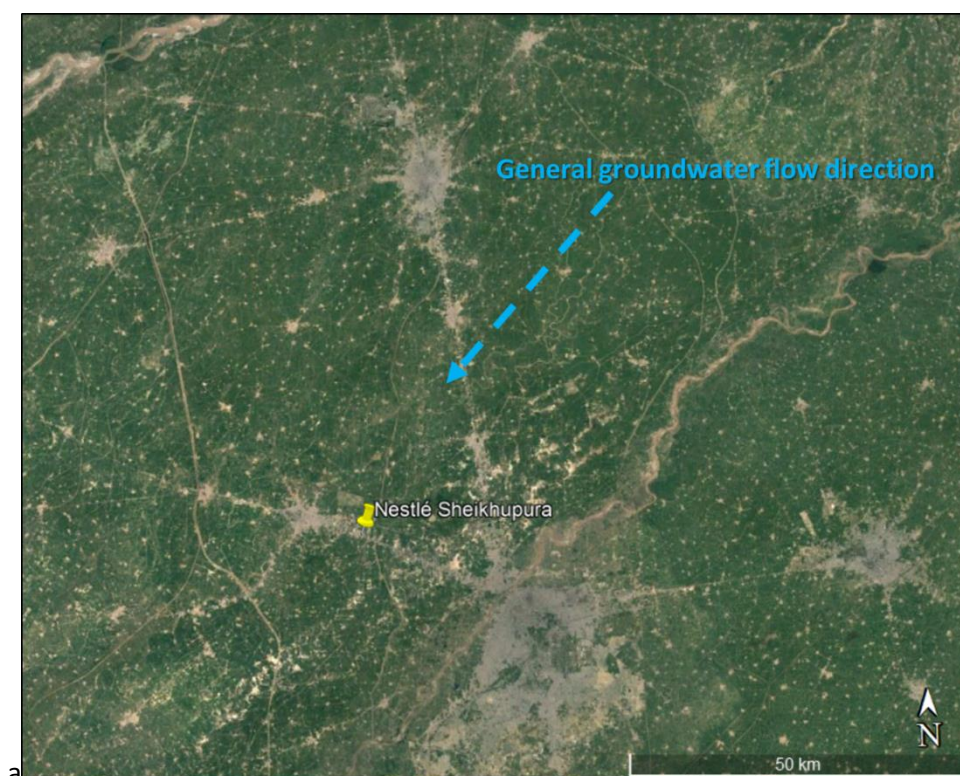 General groundwater flow direction
Nestlé Sheikhupura
N
50 km
a